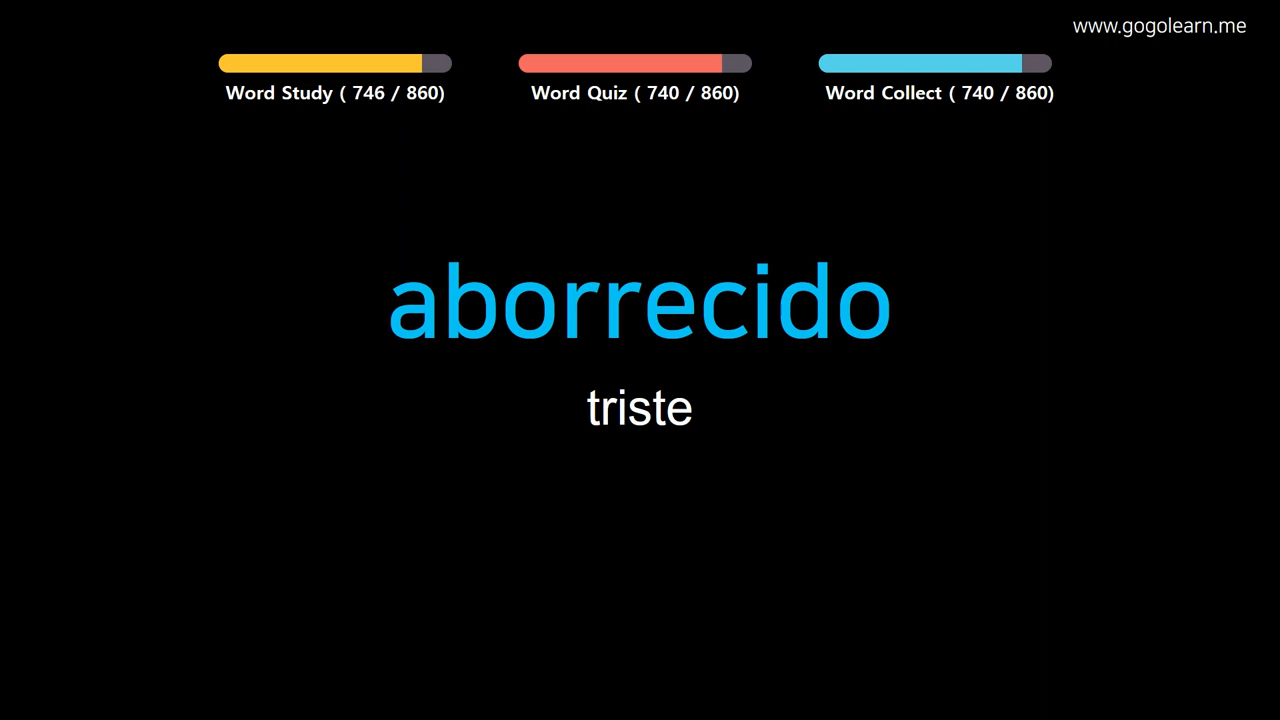 www.gogolearn.me
Word Study ( 746 / 860)
Word Quiz ( 740 / 860)
Word Collect ( 740 / 860)
aborrecido
triste